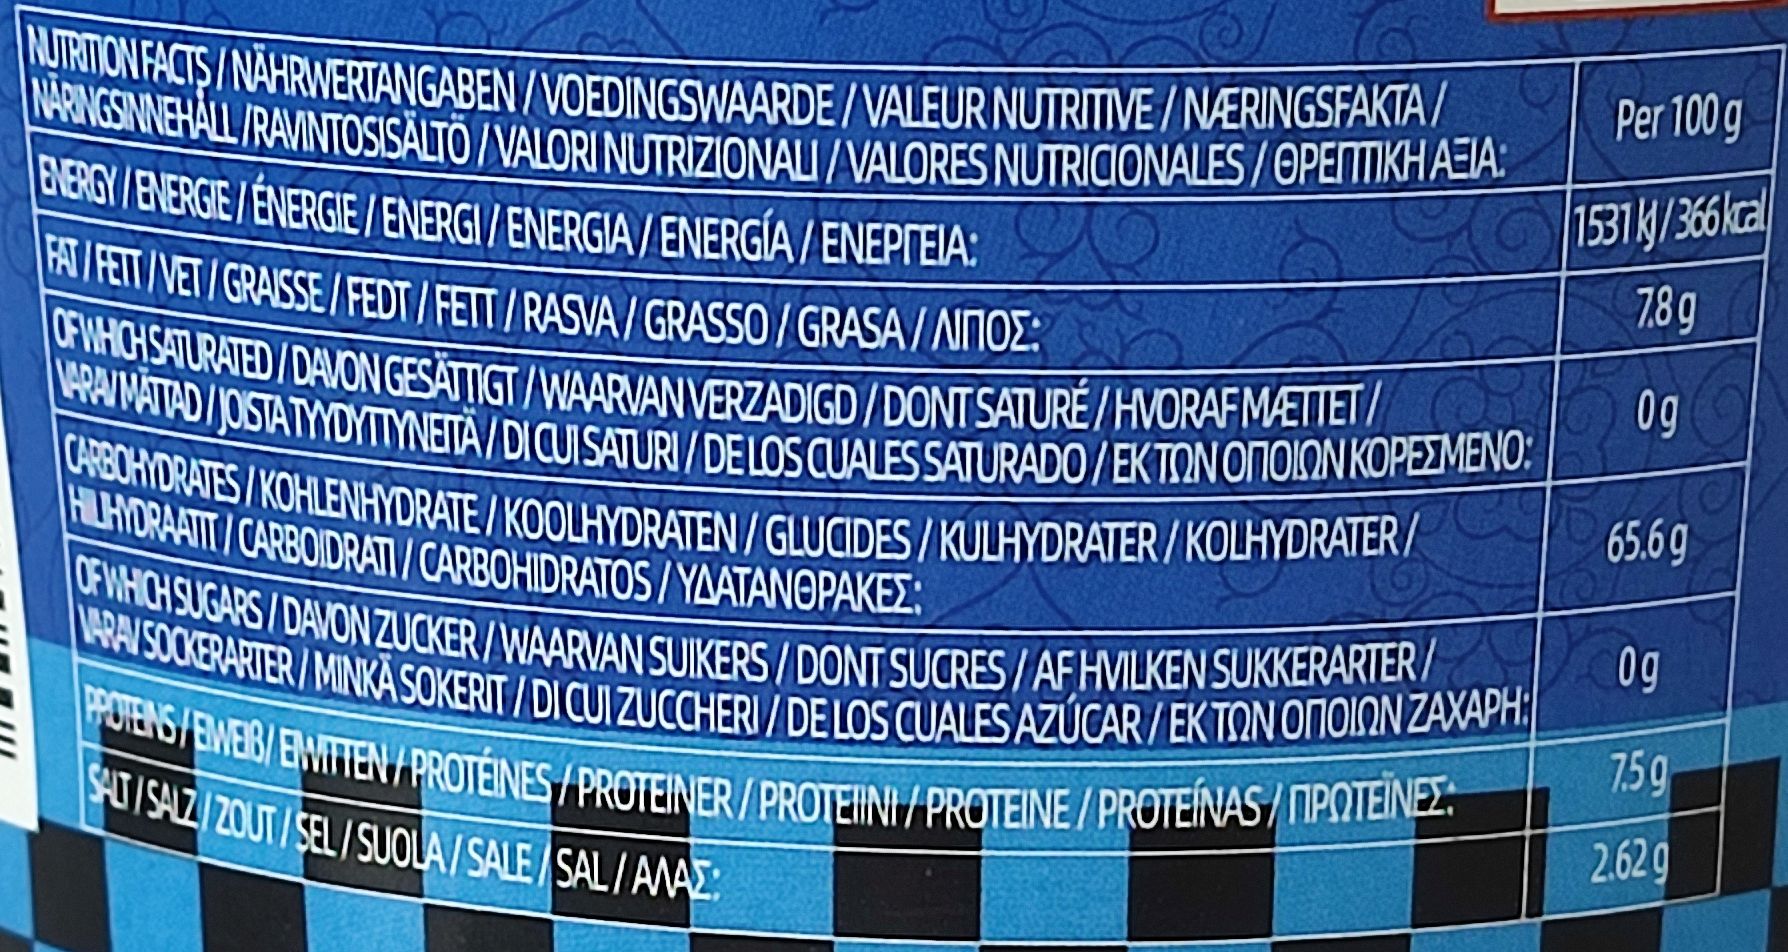 NUTRITION FACTS / NÄHRWERTANGABEN / VOEDINGSWAARDE / VALEUR NUTRITIVE / NÆRINGSFAKTA /
NÄRINGSINNEHÅLL /RAVINTOSISÄLTÖ / VALORI NUTRIZIONALI / VALORES NUTRICIONALES / ΘΡΕΠΤΙΚΗ ΑΞΙΑ:
Per 100 g
ENERGY / ENERGIE / ÉNERGIE / ENERGI / ENERGIA / ENERGÍA / ΕΝΕΡΓΕΙΑ:
1531 kJ / 366 kcal
FAT / FETT / VET / GRAISSE / FEDT / FETT / RASVA / GRASSO / GRASA / ΛΙΠΟΣ:
7.8 g
OF WHICH SATURATED / DAVON GESÄTTIGT / WAARVAN VERZADIGD / DONT SATURÉ / HVORAF MÆTTET /
VARAV MÄTTAD / JOISTA TYYDYTTYNEITÄ / DI CUI SATURI / DE LOS CUALES SATURADO / ΕΚ ΤΩΝ ΟΠΟΙΩΝ ΚΟΡΕΣΜΕΝΟ:
0 g
CARBOHYDRATES / KOHLENHYDRATE / KOOLHYDRATEN / GLUCIDES / KULHYDRATER / KOLHYDRATER /
HIILIHYDRAATIT / CARBOIDRATI / CARBOHIDRATOS / ΥΔΑΤΑΝΘΡΑΚΕΣ:
65.6 g
OF WHICH SUGARS / DAVON ZUCKER / WAARVAN SUIKERS / DONT SUCRES / AF HVILKEN SUKKERARTER /
VARAV SOCKERARTER / MINKÄ SOKERIT / DI CUI ZUCCHERI / DE LOS CUALES AZÚCAR / ΕΚ ΤΩΝ ΟΠΟΙΩΝ ΖΑΧΑΡΗ:
0 g
PROTEINS / EIWEIß/ EIWITTEN / PROTÉINES / PROTEINER / PROTEIINI / PROTEINE / PROTEÍNAS / ΠΡΩΤΕΪΝΕΣ:
7.5 g
SALT / SALZ / ZOUT / SEL / SUOLA / SALE / SAL / ΑΛΑΣ:
2.62 g